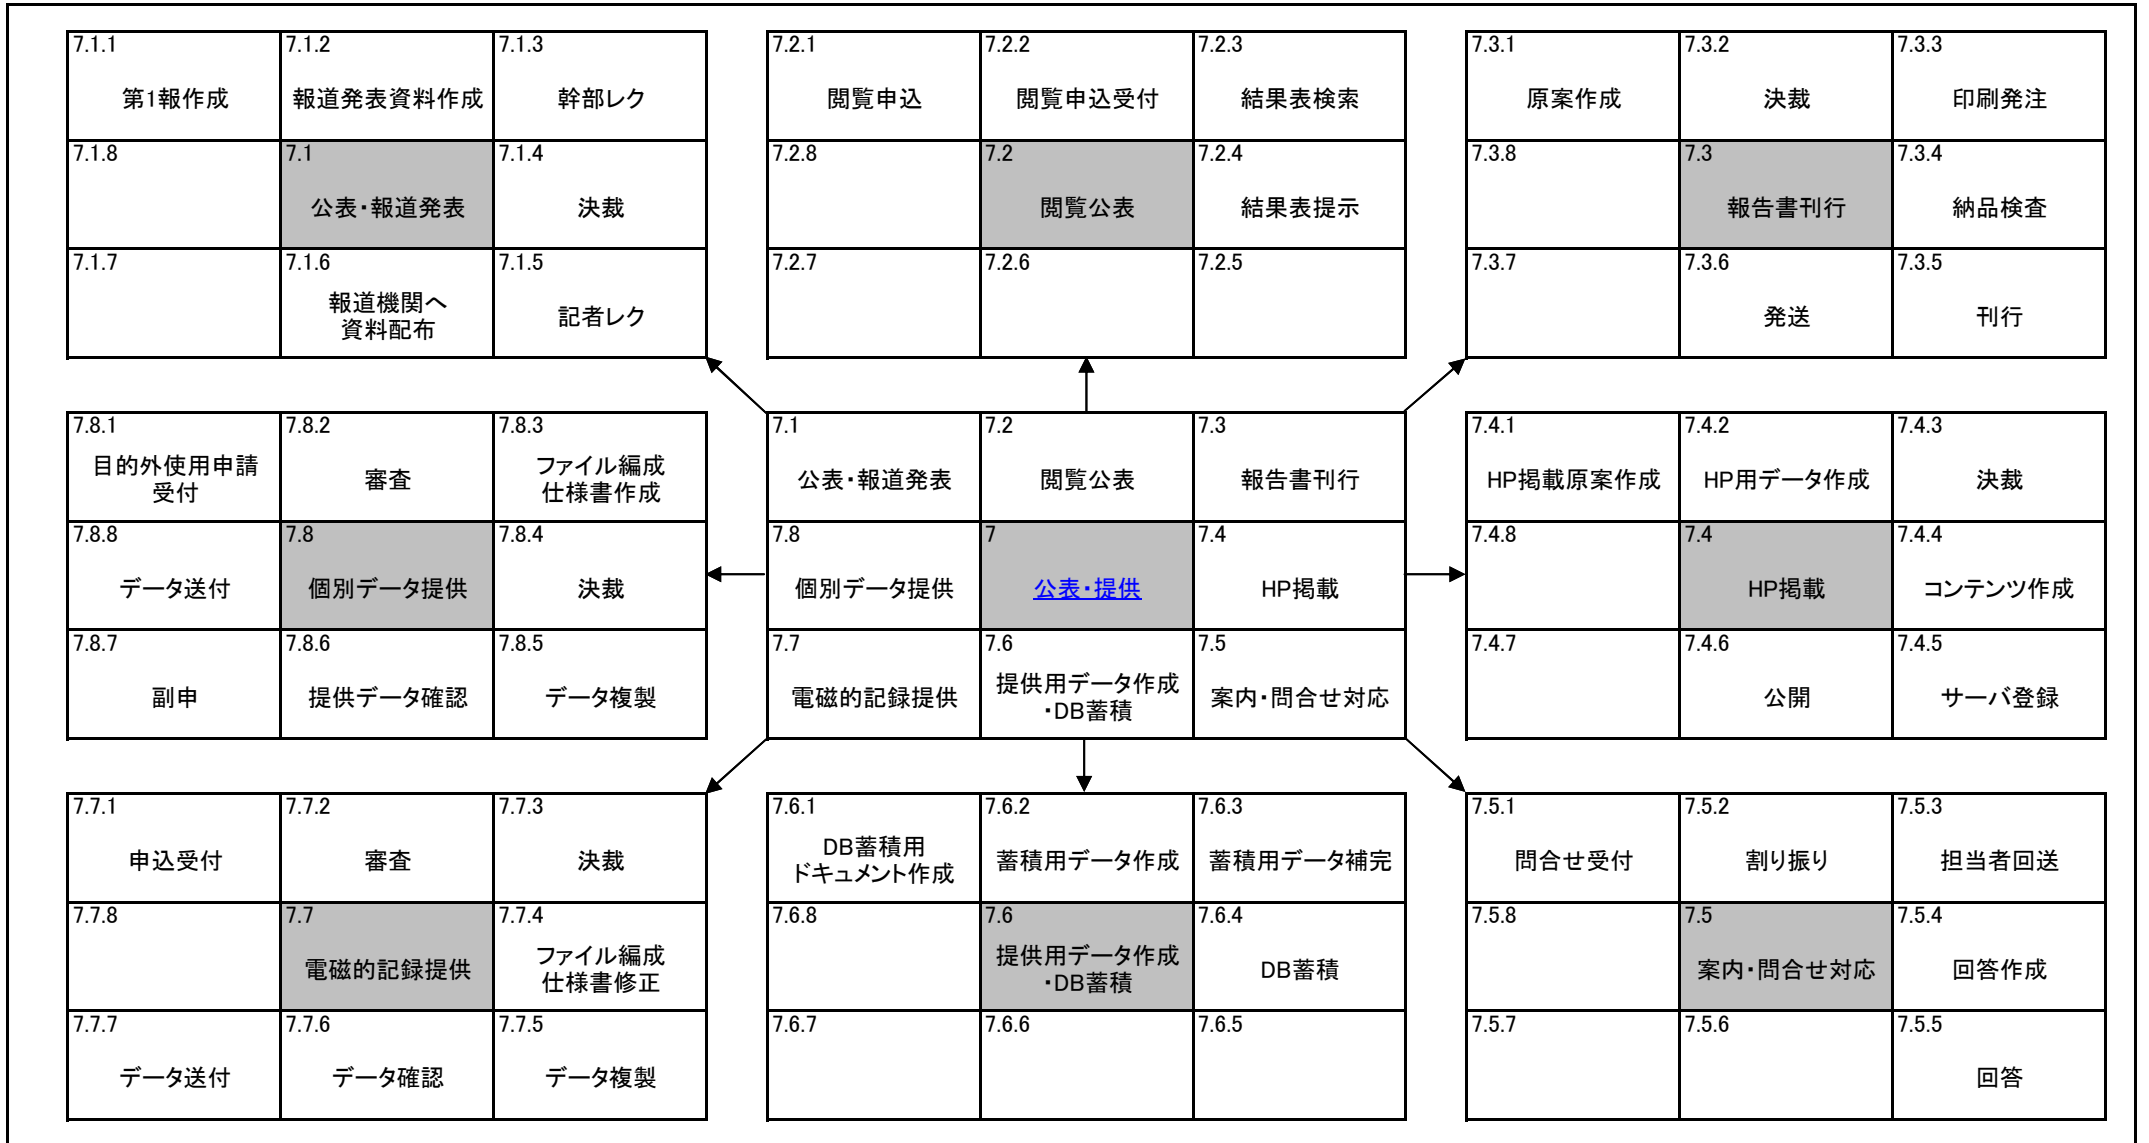 7.1.1 7.1.2 7.1.3
第1報作成 報道発表資料作成 幹部レク
7.1.8 7.1 7.1.4
公表・報道発表 決裁
7.1.7 7.1.6 7.1.5
報道機関へ
資料配布
記者レク
7.2.1 7.2.2 7.2.3
閲覧申込 閲覧申込受付 結果表検索
7.2.8 7.2 7.2.4
閲覧公表 結果表提示
7.2.7 7.2.6 7.2.5
7.3.1 7.3.2 7.3.3
原案作成 決裁 印刷発注
7.3.8 7.3 7.3.4
報告書刊行 納品検査
7.3.7 7.3.6 7.3.5
発送 刊行
7.8.1 7.8.2 7.8.3
目的外使用申請
受付
審査
ファイル編成
仕様書作成
7.8.8 7.8 7.8.4
データ送付 個別データ提供 決裁
7.8.7 7.8.6 7.8.5
副申 提供データ確認 データ複製
7.1 7.2 7.3
公表・報道発表 閲覧公表 報告書刊行
7.8 7 7.4
個別データ提供 公表・提供 HP掲載
7.7 7.6 7.5
電磁的記録提供
提供用データ作成
・DB蓄積
案内・問合せ対応
7.4.1 7.4.2 7.4.3
HP掲載原案作成 HP用データ作成 決裁
7.4.8 7.4 7.4.4
HP掲載 コンテンツ作成
7.4.7 7.4.6 7.4.5
公開 サーバ登録
7.7.1 7.7.2 7.7.3
申込受付 審査 決裁
7.7.8 7.7 7.7.4
電磁的記録提供
ファイル編成
仕様書修正
7.7.7 7.7.6 7.7.5
データ送付 データ確認 データ複製
7.6.1 7.6.2 7.6.3
DB蓄積用
ドキュメント作成
蓄積用データ作成 蓄積用データ補完
7.6.8 7.6 7.6.4
提供用データ作成
・DB蓄積
DB蓄積
7.6.7 7.6.6 7.6.5
7.5.1 7.5.2 7.5.3
問合せ受付 割り振り 担当者回送
7.5.8 7.5 7.5.4
案内・問合せ対応 回答作成
7.5.7 7.5.6 7.5.5
回答